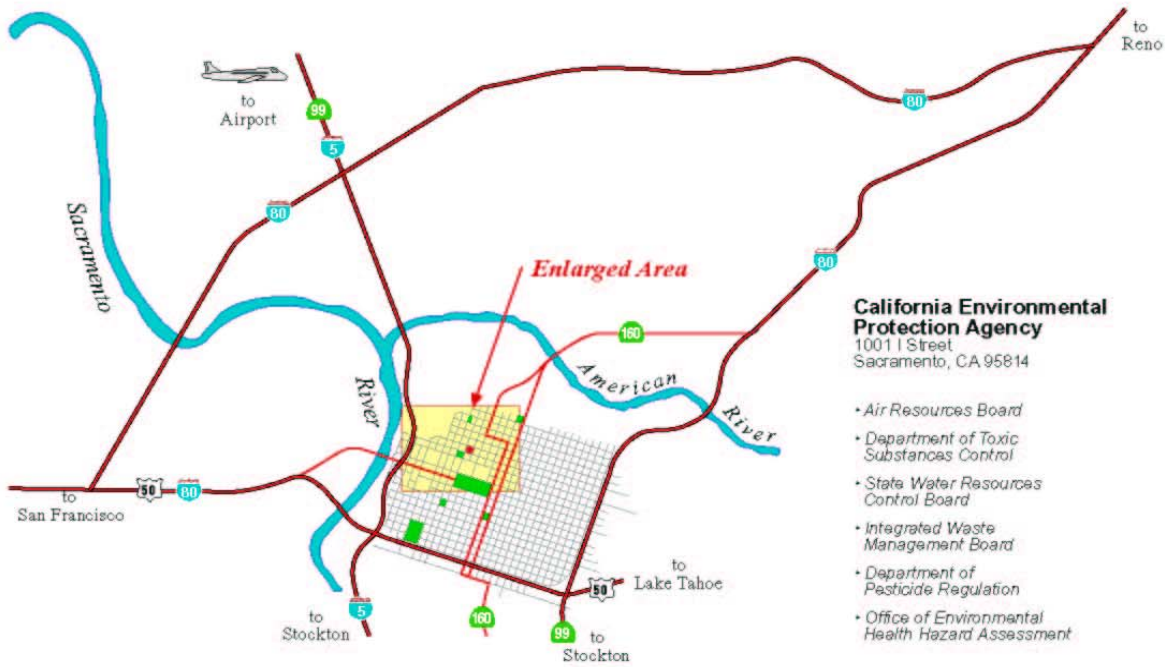 to
Reno
to
Airport
99
5
80
80
Sacramento
80
Enlarged Area
160
River
American
River
50
80
to
San Francisco
to
Lake Tahoe
50
to
Stockton
5
160
99
to
Stockton
California Environmental
Protection Agency
1001 I Street
Sacramento, CA 95814
‣ Air Resources Board
‣ Department of Toxic
Substances Control
‣ State Water Resources
Control Board
‣ Integrated Waste
Management Board
‣ Department of
Pesticide Regulation
‣ Office of Environmental
Health Hazard Assessment